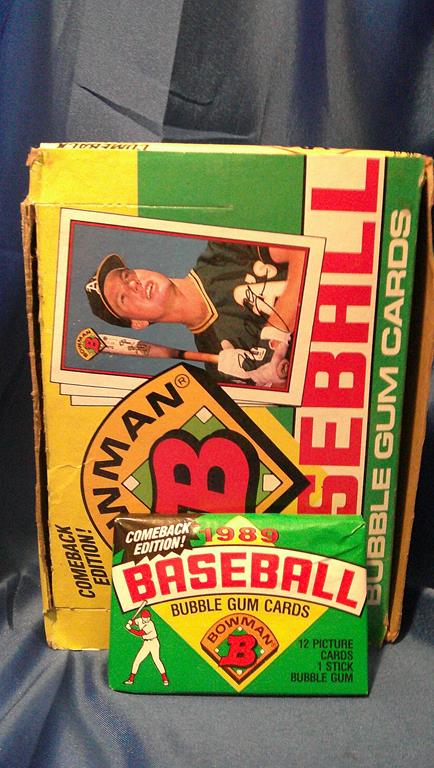 BASEBALL
BUBBLE GUM CARDS
A's
BOWMAN
B
BOWMAN®
B
COMEBACK
EDITION!
COMEBACK
EDITION!
1989
BASEBALL
BUBBLE GUM CARDS
BOWMAN
B
12 PICTURE
CARDS
1 STICK
BUBBLE GUM